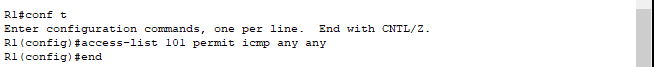 R1#conf t
Enter configuration commands, one per line.  End with CNTL/Z.
R1(config)#access-list 101 permit icmp any any
R1(config)#end